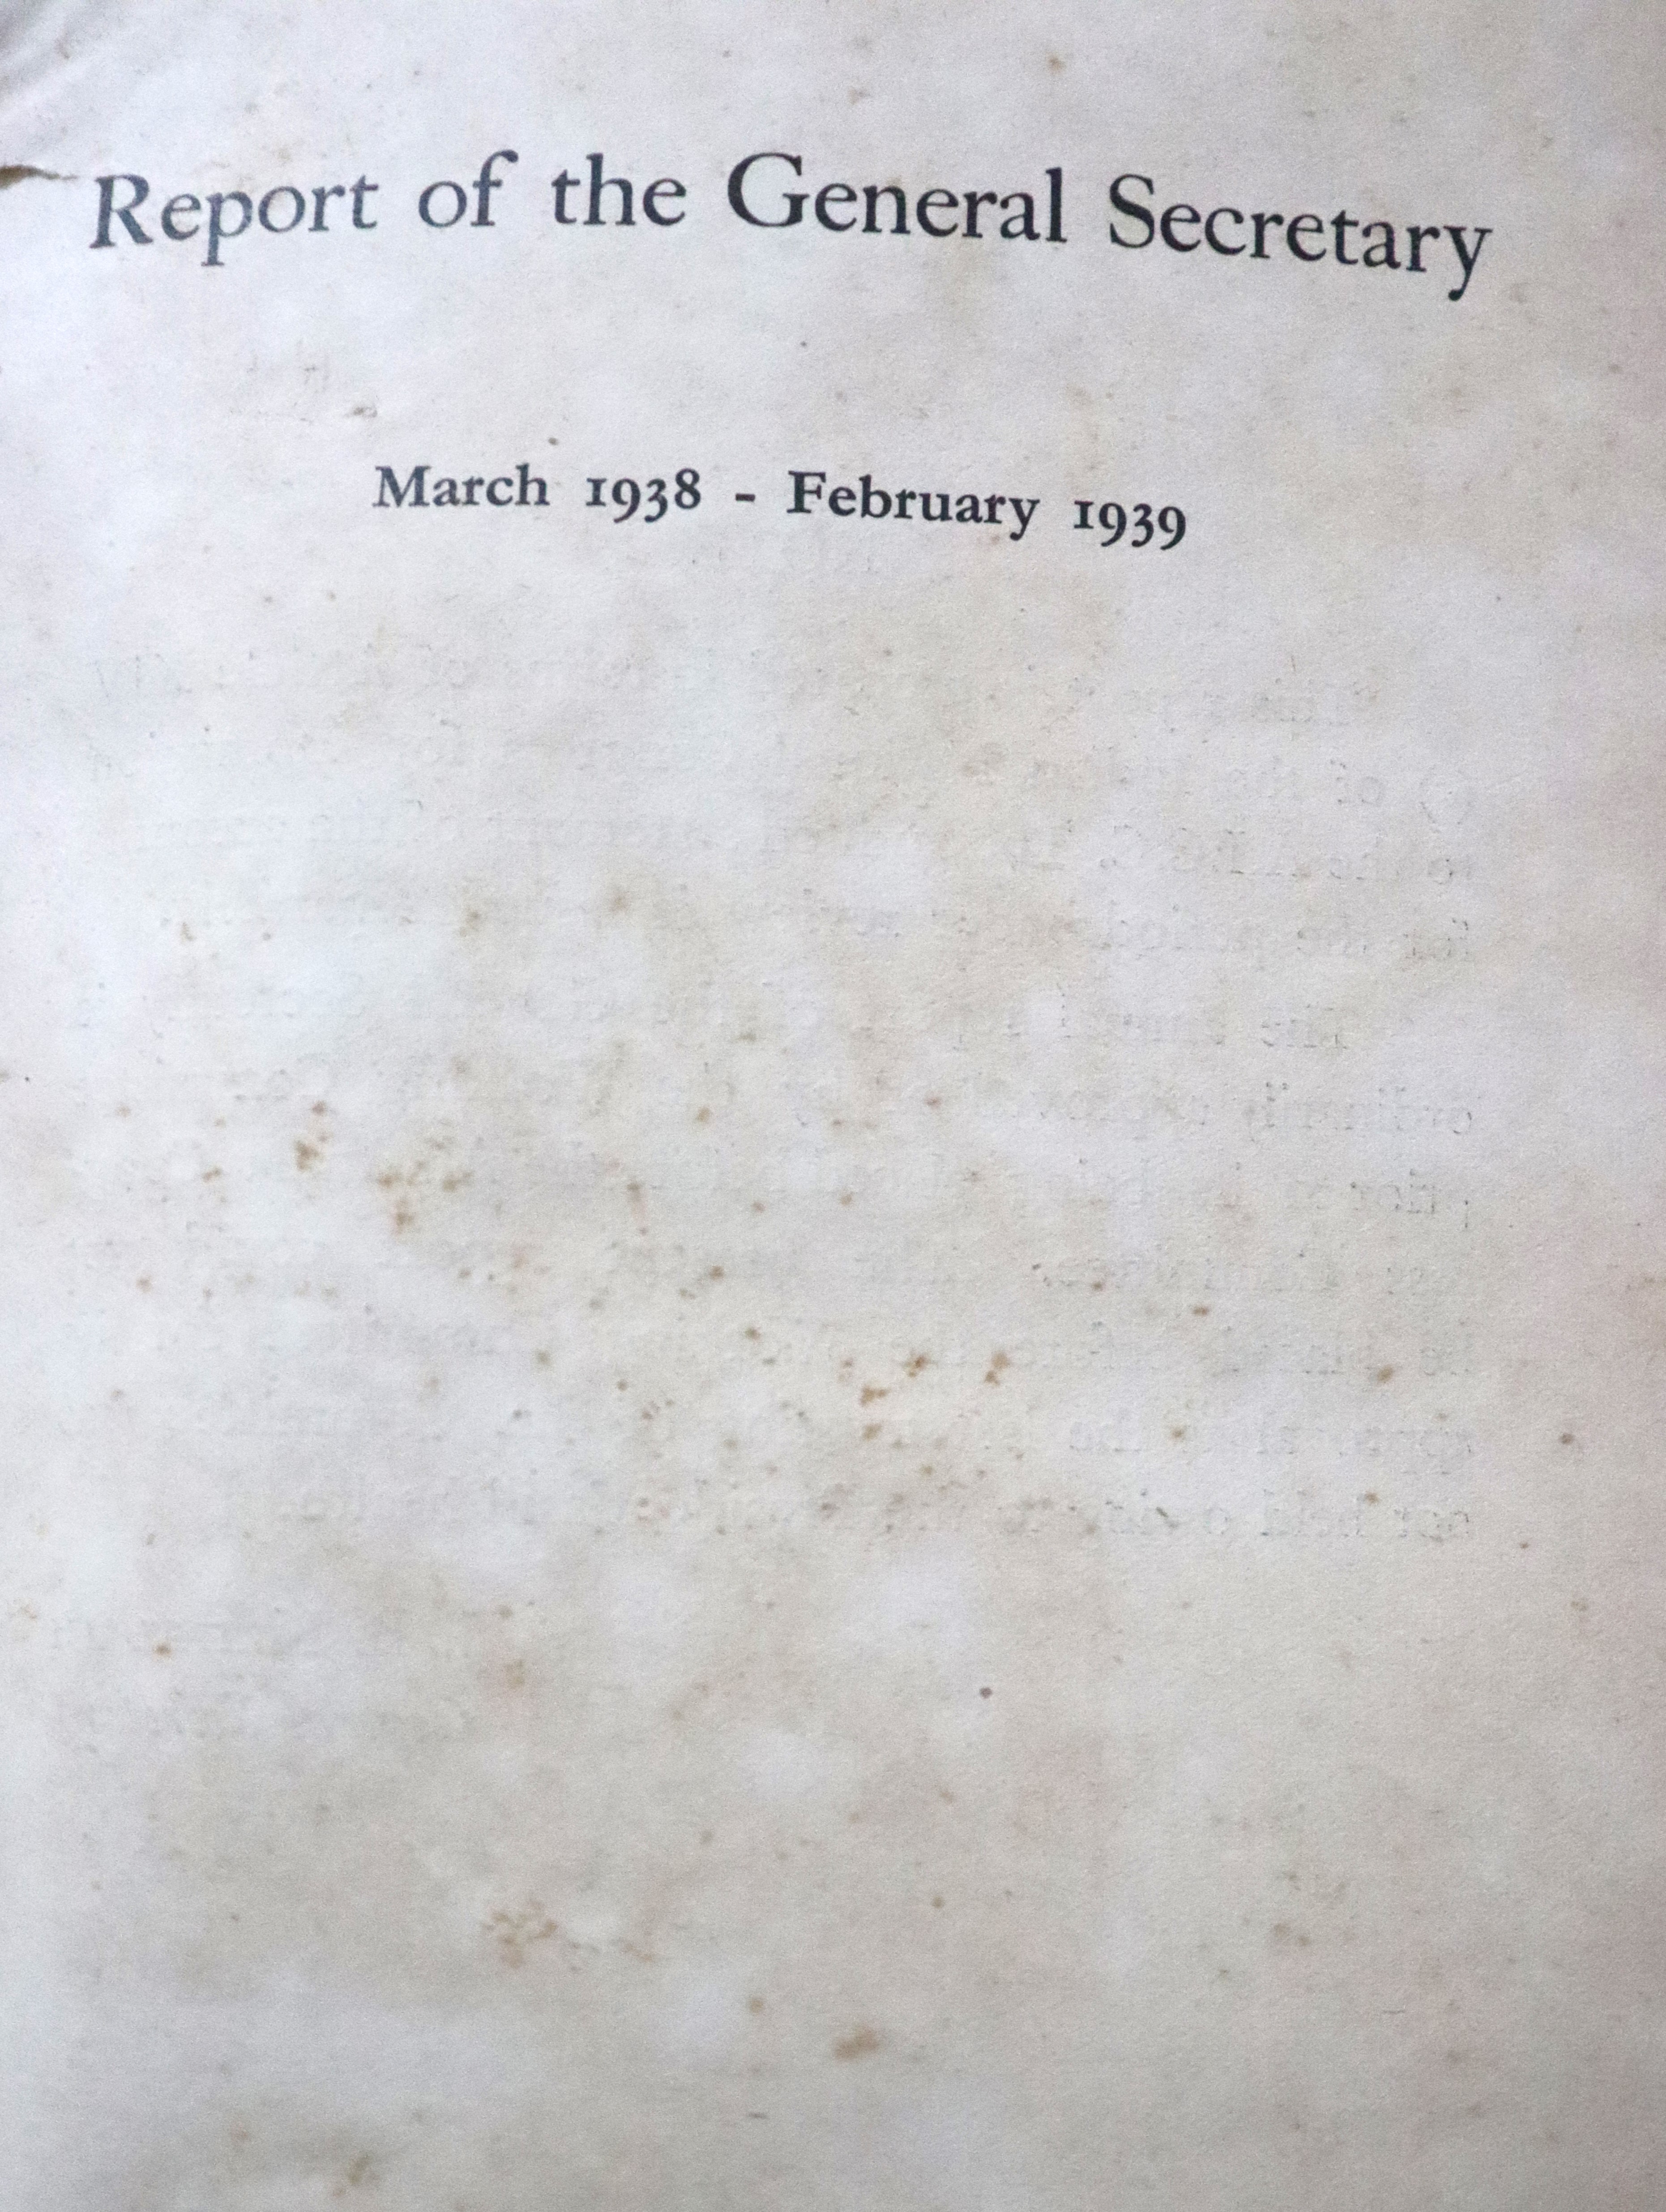 Report of the General Secretary
March 1938 - February 1939